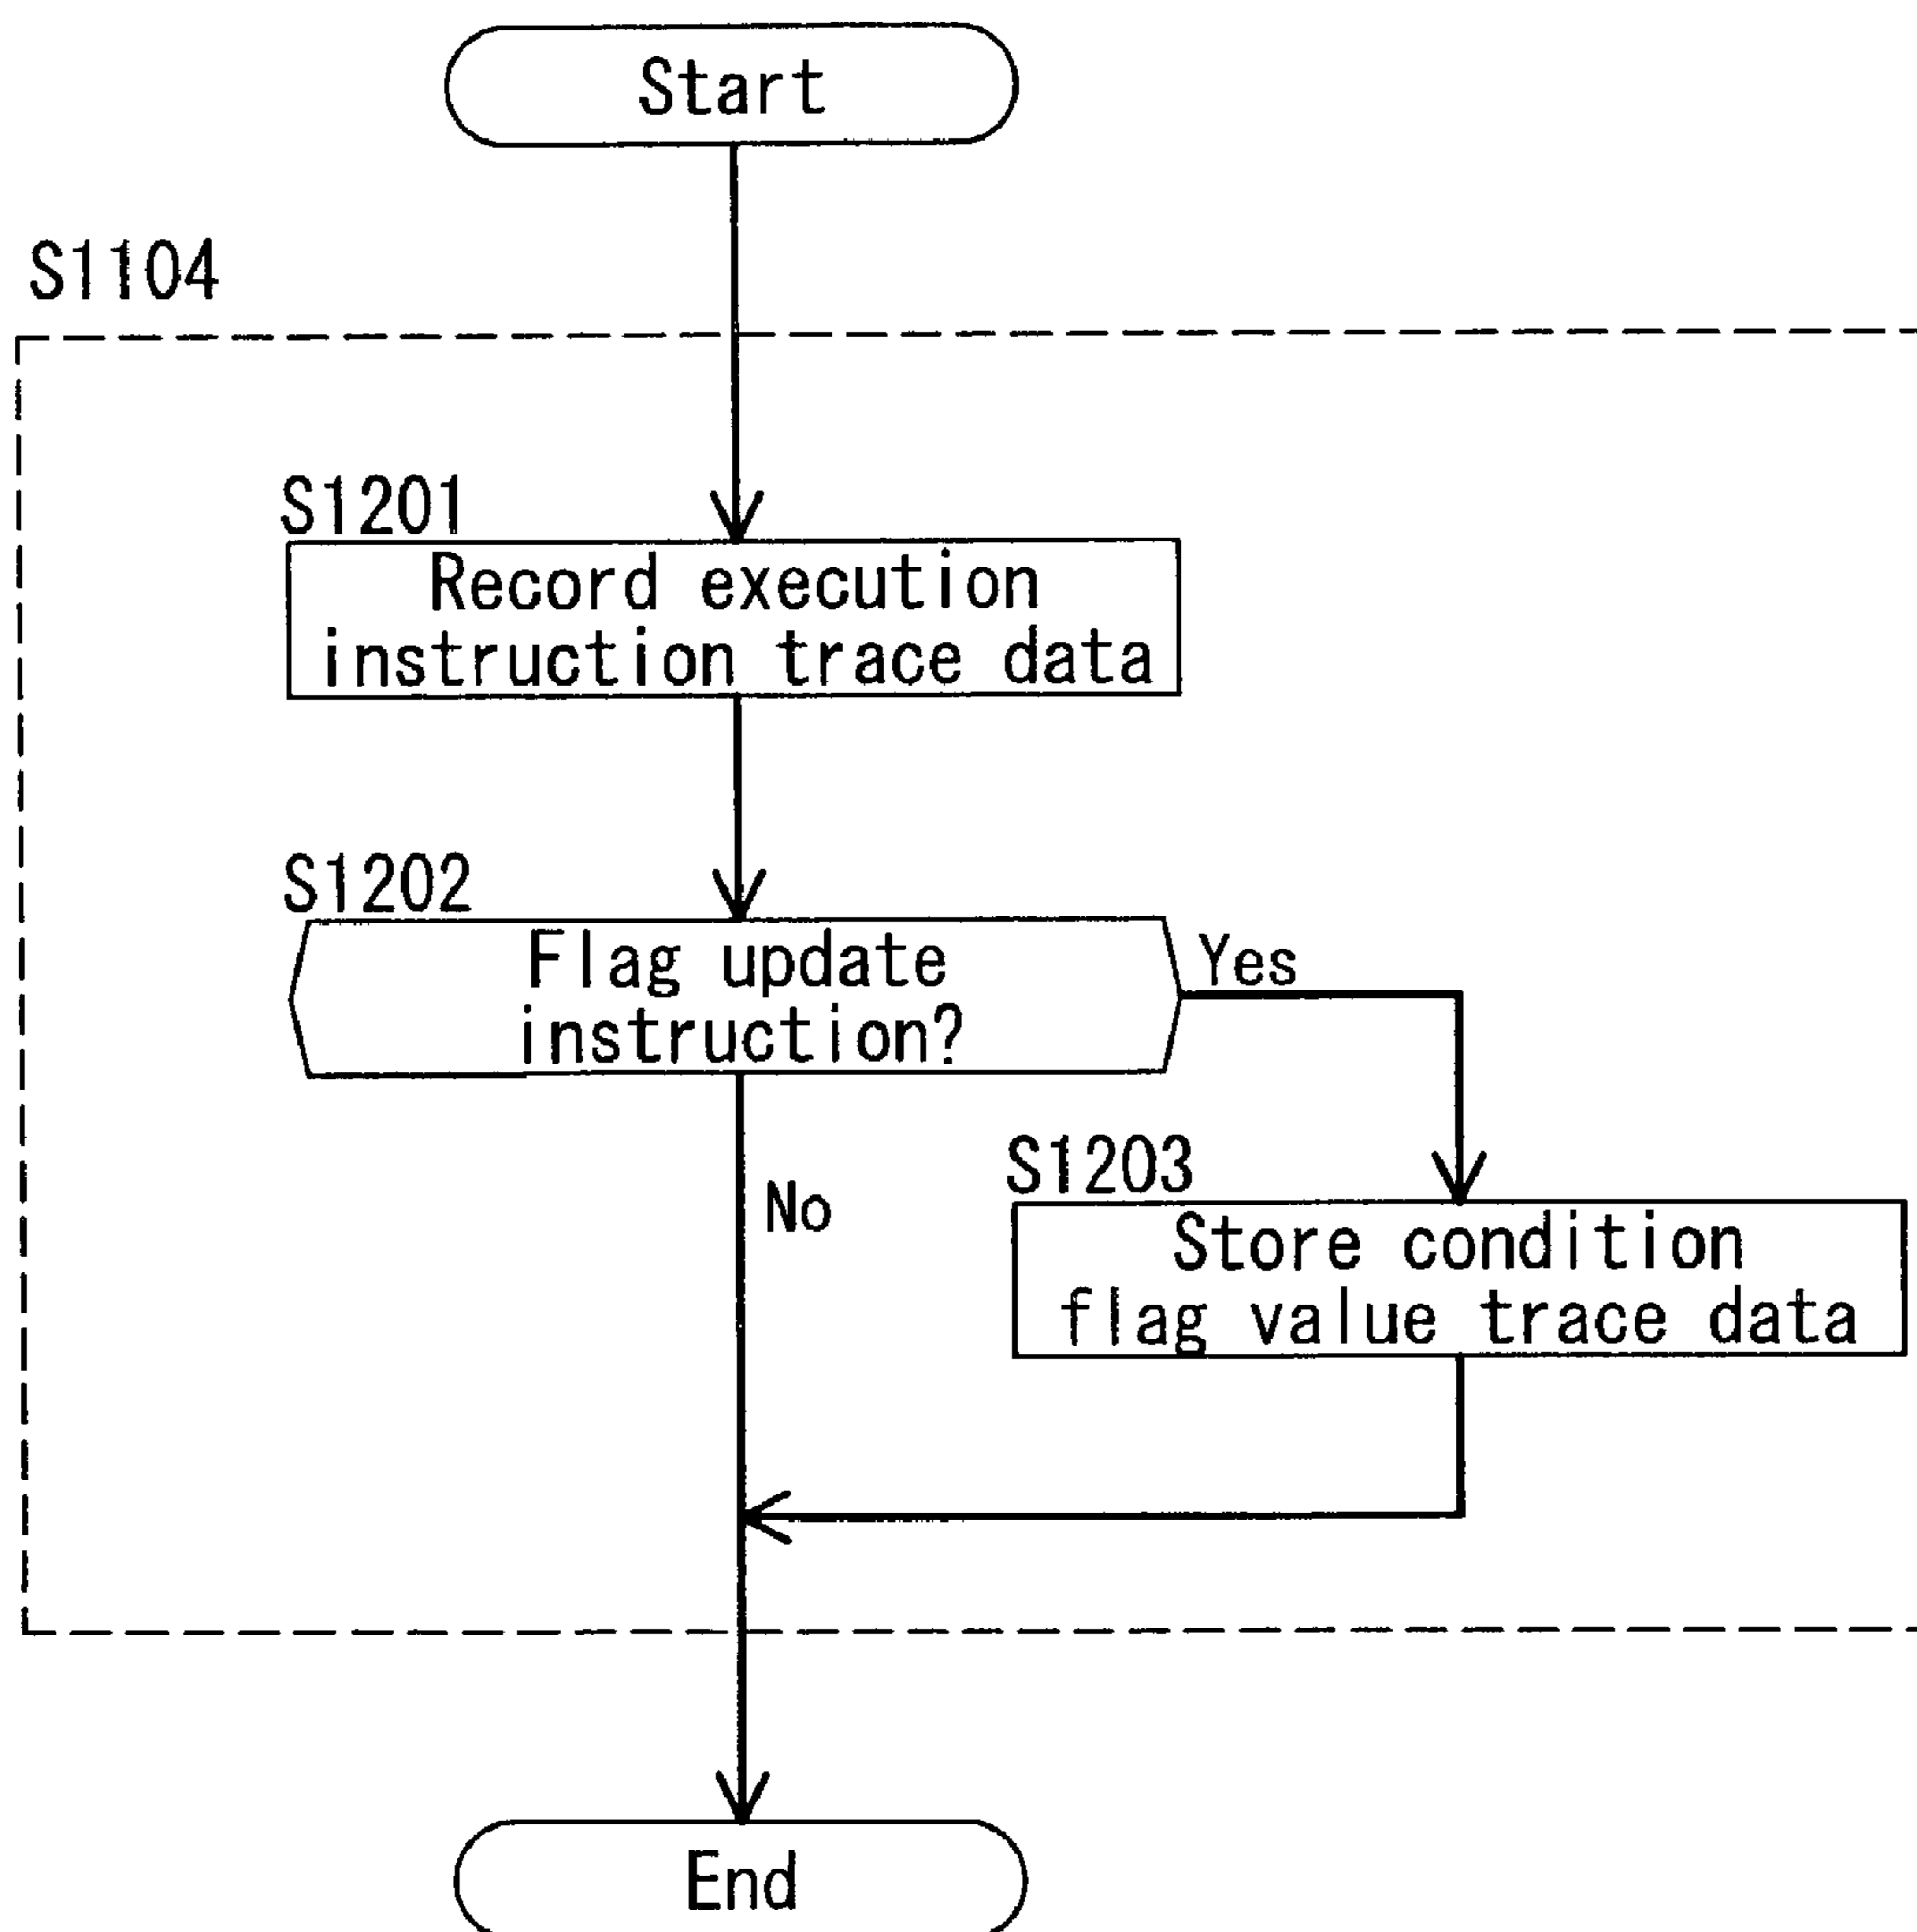 Start
S1104
S1201
Record execution
instruction trace data
S1202
Flag update
instruction?
Yes
No
S1203
Store condition
flag value trace data
End